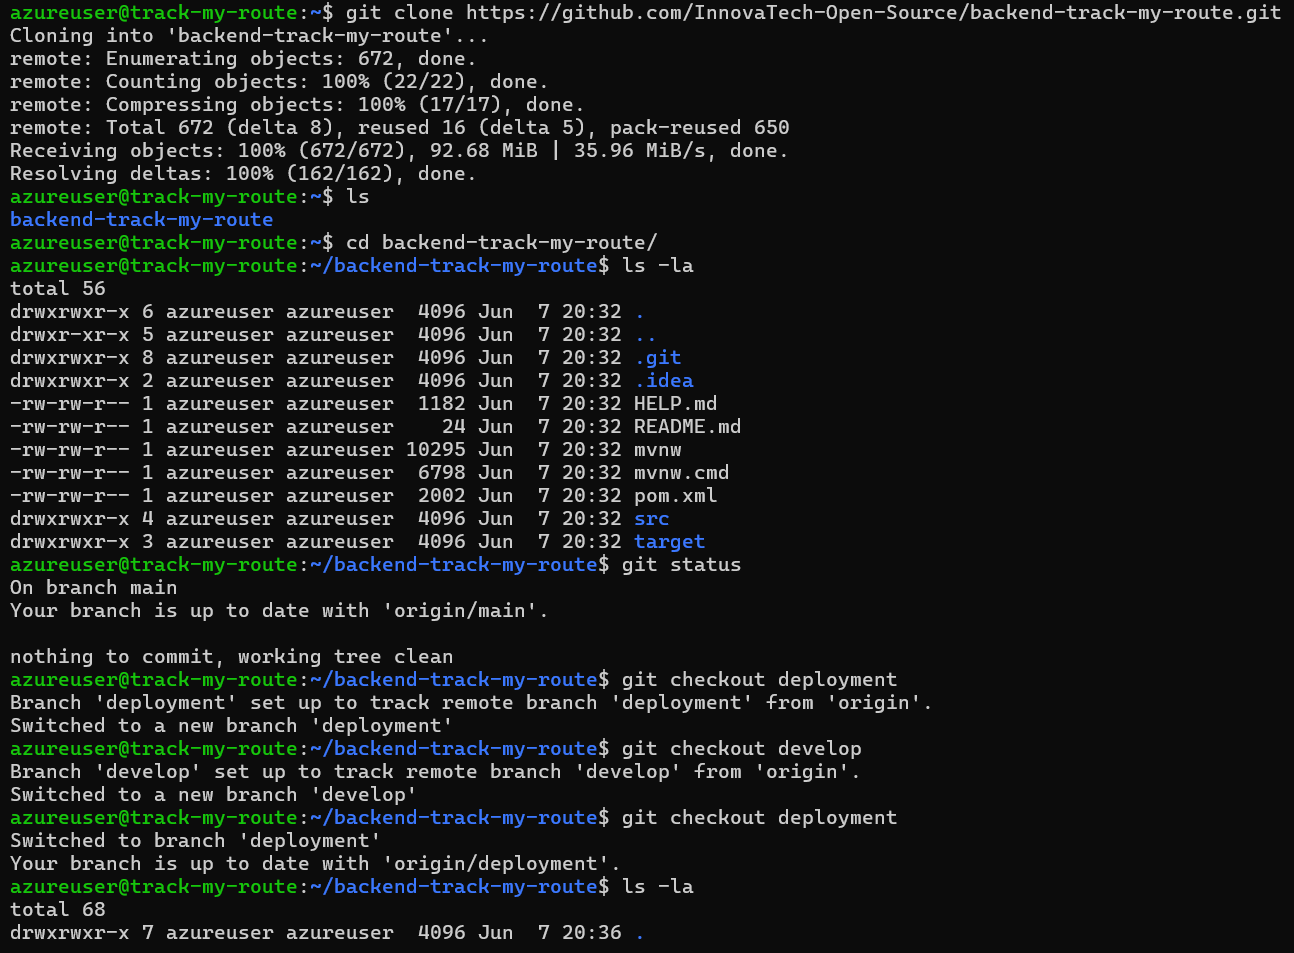 azureuser@track-my-route:~$ git clone https://github.com/InnovaTech-Open-Source/backend-track-my-route.git
Cloning into 'backend-track-my-route'...
remote: Enumerating objects: 672, done.
remote: Counting objects: 100% (22/22), done.
remote: Compressing objects: 100% (17/17), done.
remote: Total 672 (delta 8), reused 16 (delta 5), pack-reused 650
Receiving objects: 100% (672/672), 92.68 MiB | 35.96 MiB/s, done.
Resolving deltas: 100% (162/162), done.
azureuser@track-my-route:~$ ls
backend-track-my-route
azureuser@track-my-route:~$ cd backend-track-my-route/
azureuser@track-my-route:~/backend-track-my-route$ ls -la
total 56
drwxrwxr-x 6 azureuser azureuser  4096 Jun  7 20:32 .
drwxr-xr-x 5 azureuser azureuser  4096 Jun  7 20:32 ..
drwxrwxr-x 8 azureuser azureuser  4096 Jun  7 20:32 .git
drwxrwxr-x 2 azureuser azureuser  4096 Jun  7 20:32 .idea
-rw-rw-r-- 1 azureuser azureuser  1182 Jun  7 20:32 HELP.md
-rw-rw-r-- 1 azureuser azureuser    24 Jun  7 20:32 README.md
-rw-rw-r-- 1 azureuser azureuser 10295 Jun  7 20:32 mvnw
-rw-rw-r-- 1 azureuser azureuser  6798 Jun  7 20:32 mvnw.cmd
-rw-rw-r-- 1 azureuser azureuser  2002 Jun  7 20:32 pom.xml
drwxrwxr-x 4 azureuser azureuser  4096 Jun  7 20:32 src
drwxrwxr-x 3 azureuser azureuser  4096 Jun  7 20:32 target
azureuser@track-my-route:~/backend-track-my-route$ git status
On branch main
Your branch is up to date with 'origin/main'.

nothing to commit, working tree clean
azureuser@track-my-route:~/backend-track-my-route$ git checkout deployment
Branch 'deployment' set up to track remote branch 'deployment' from 'origin'.
Switched to a new branch 'deployment'
azureuser@track-my-route:~/backend-track-my-route$ git checkout develop
Branch 'develop' set up to track remote branch 'develop' from 'origin'.
Switched to a new branch 'develop'
azureuser@track-my-route:~/backend-track-my-route$ git checkout deployment
Switched to branch 'deployment'
Your branch is up to date with 'origin/deployment'.
azureuser@track-my-route:~/backend-track-my-route$ ls -la
total 68
drwxrwxr-x 7 azureuser azureuser  4096 Jun  7 20:36 .